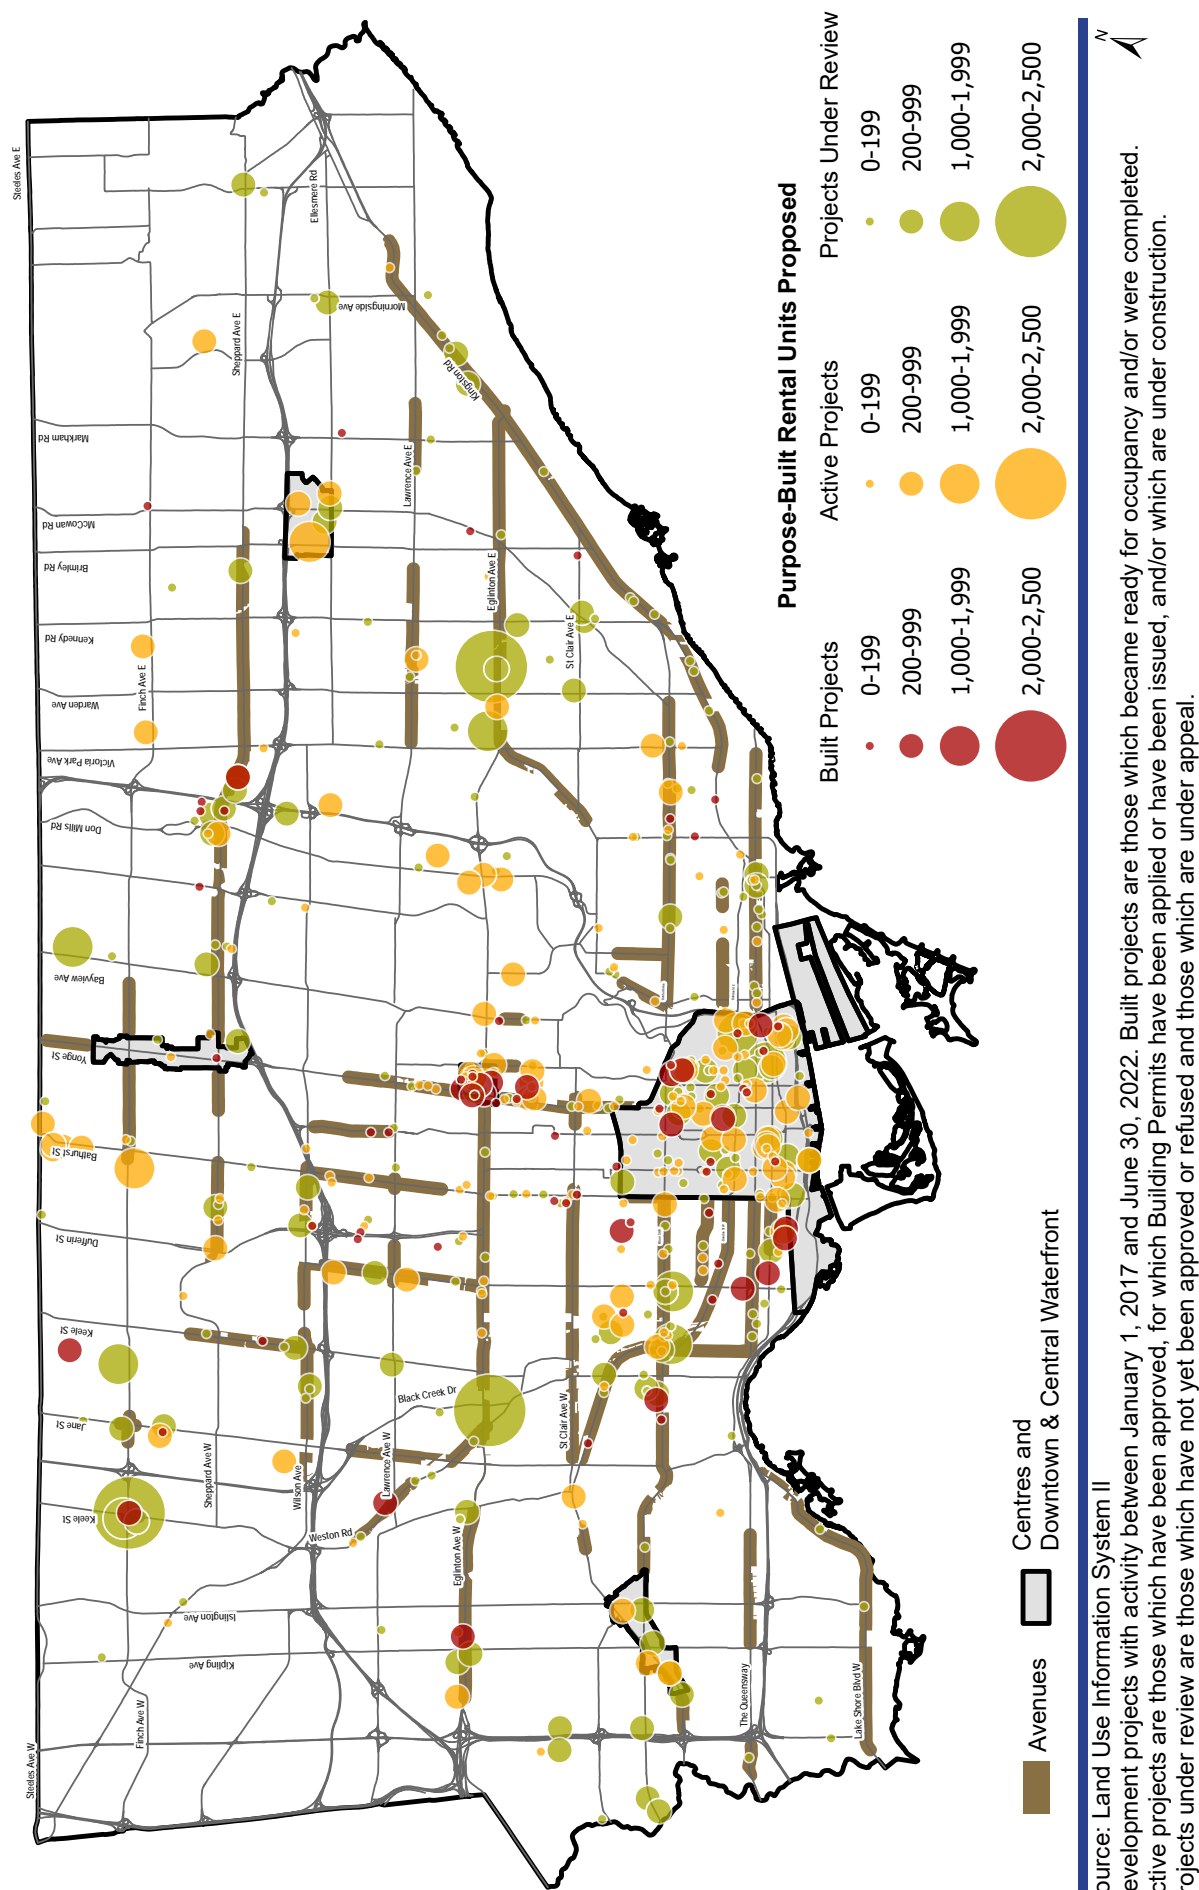 Steeles Ave E
Steeles Ave W
Finch Ave E
Finch Ave W
Sheppard Ave E
Sheppard Ave W
Ellesmere Rd
Wilson Ave
Lawrence Ave E
Lawrence Ave W
Eglinton Ave E
Eglinton Ave W
St Clair Ave E
St Clair Ave W
Kingston Rd
Morningside Ave
Markham Rd
McCowan Rd
Brimley Rd
Kennedy Rd
Warden Ave
Victoria Park Ave
Don Mills Rd
Bayview Ave
Yonge St
Bathurst St
Dufferin St
Keele St
Jane St
Keele St
Black Creek Dr
Weston Rd
Islington Ave
Kipling Ave
The Queensway
Lake Shore Blvd W
Purpose-Built Rental Units Proposed
Built Projects
0-199
200-999
1,000-1,999
2,000-2,500
Active Projects
0-199
200-999
1,000-1,999
2,000-2,500
Projects Under Review
0-199
200-999
1,000-1,999
2,000-2,500
Avenues
Centres and
Downtown & Central Waterfront
N
ource: Land Use Information System II
evelopment projects with activity between January 1, 2017 and June 30, 2022. Built projects are those which became ready for occupancy and/or were completed.
ctive projects are those which have been approved, for which Building Permits have been applied or have been issued, and/or which are under construction.
rojects under review are those which have not yet been approved or refused and those which are under appeal.